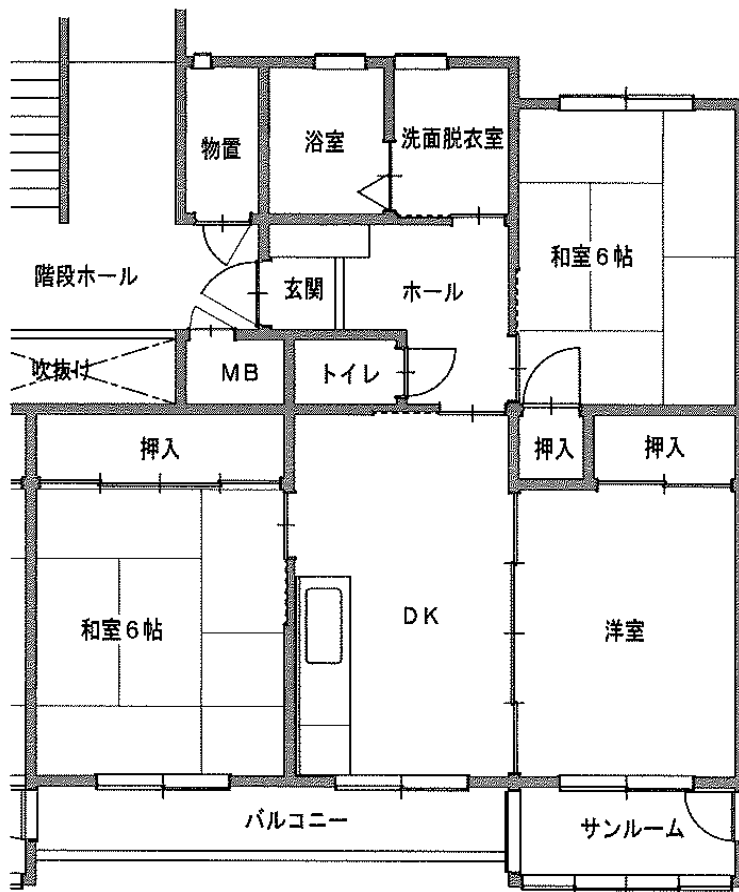 物置
浴室
洗面脱衣室
和室6帖
階段ホール
玄関
ホール
吹抜け
MB
トイレ
押入
押入
押入
和室6帖
DK
洋室
バルコニー
サンルーム